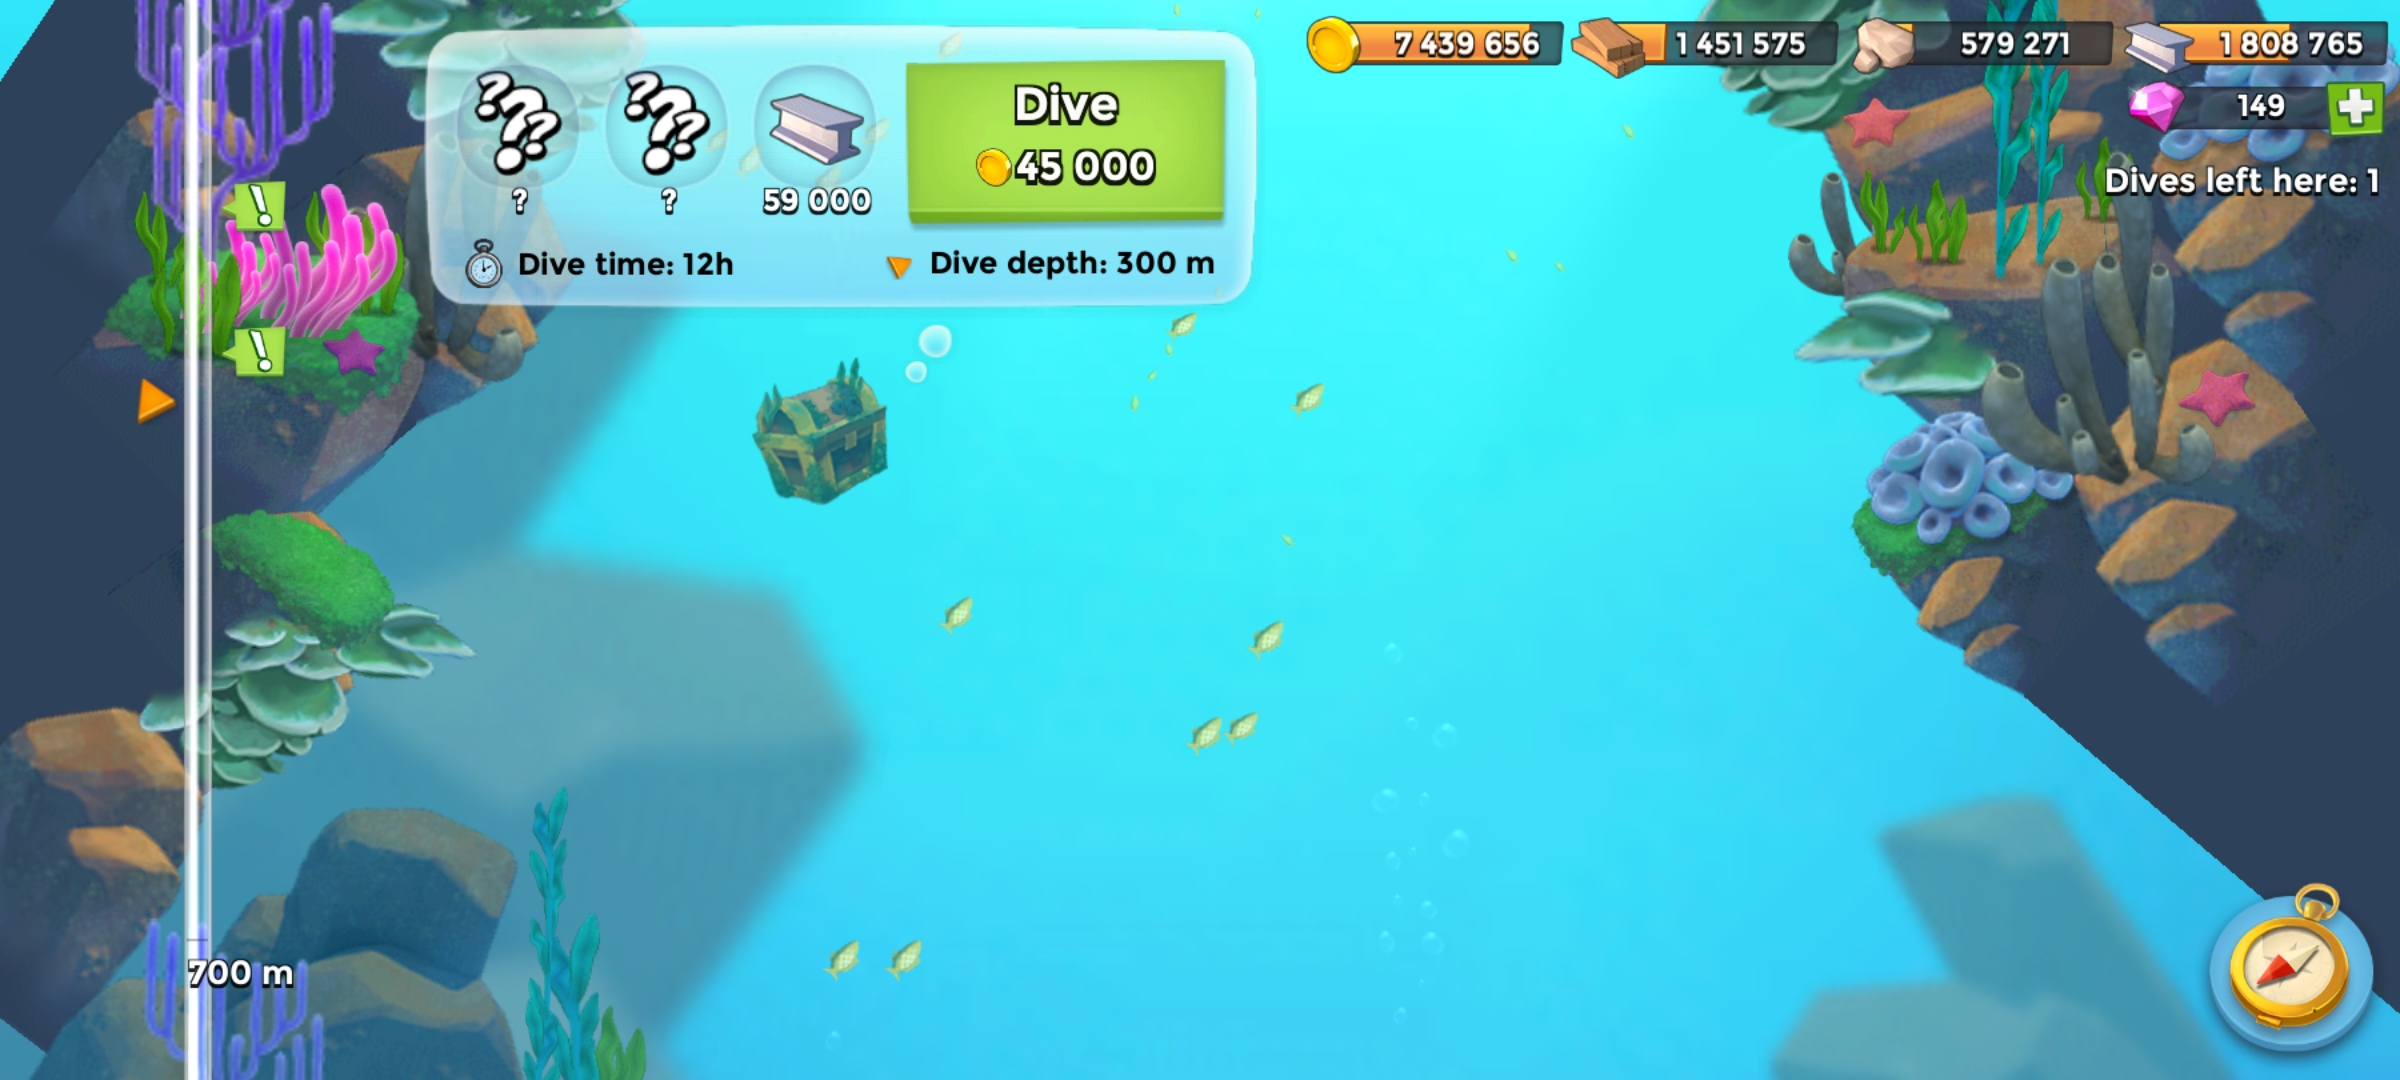 7 439 656
1 451 575
579 271
1 808 765
149
Dives left here: 1
???
???
?
?
59 000
Dive
45 000
Dive time: 12h
Dive depth: 300 m
!
!
700 m